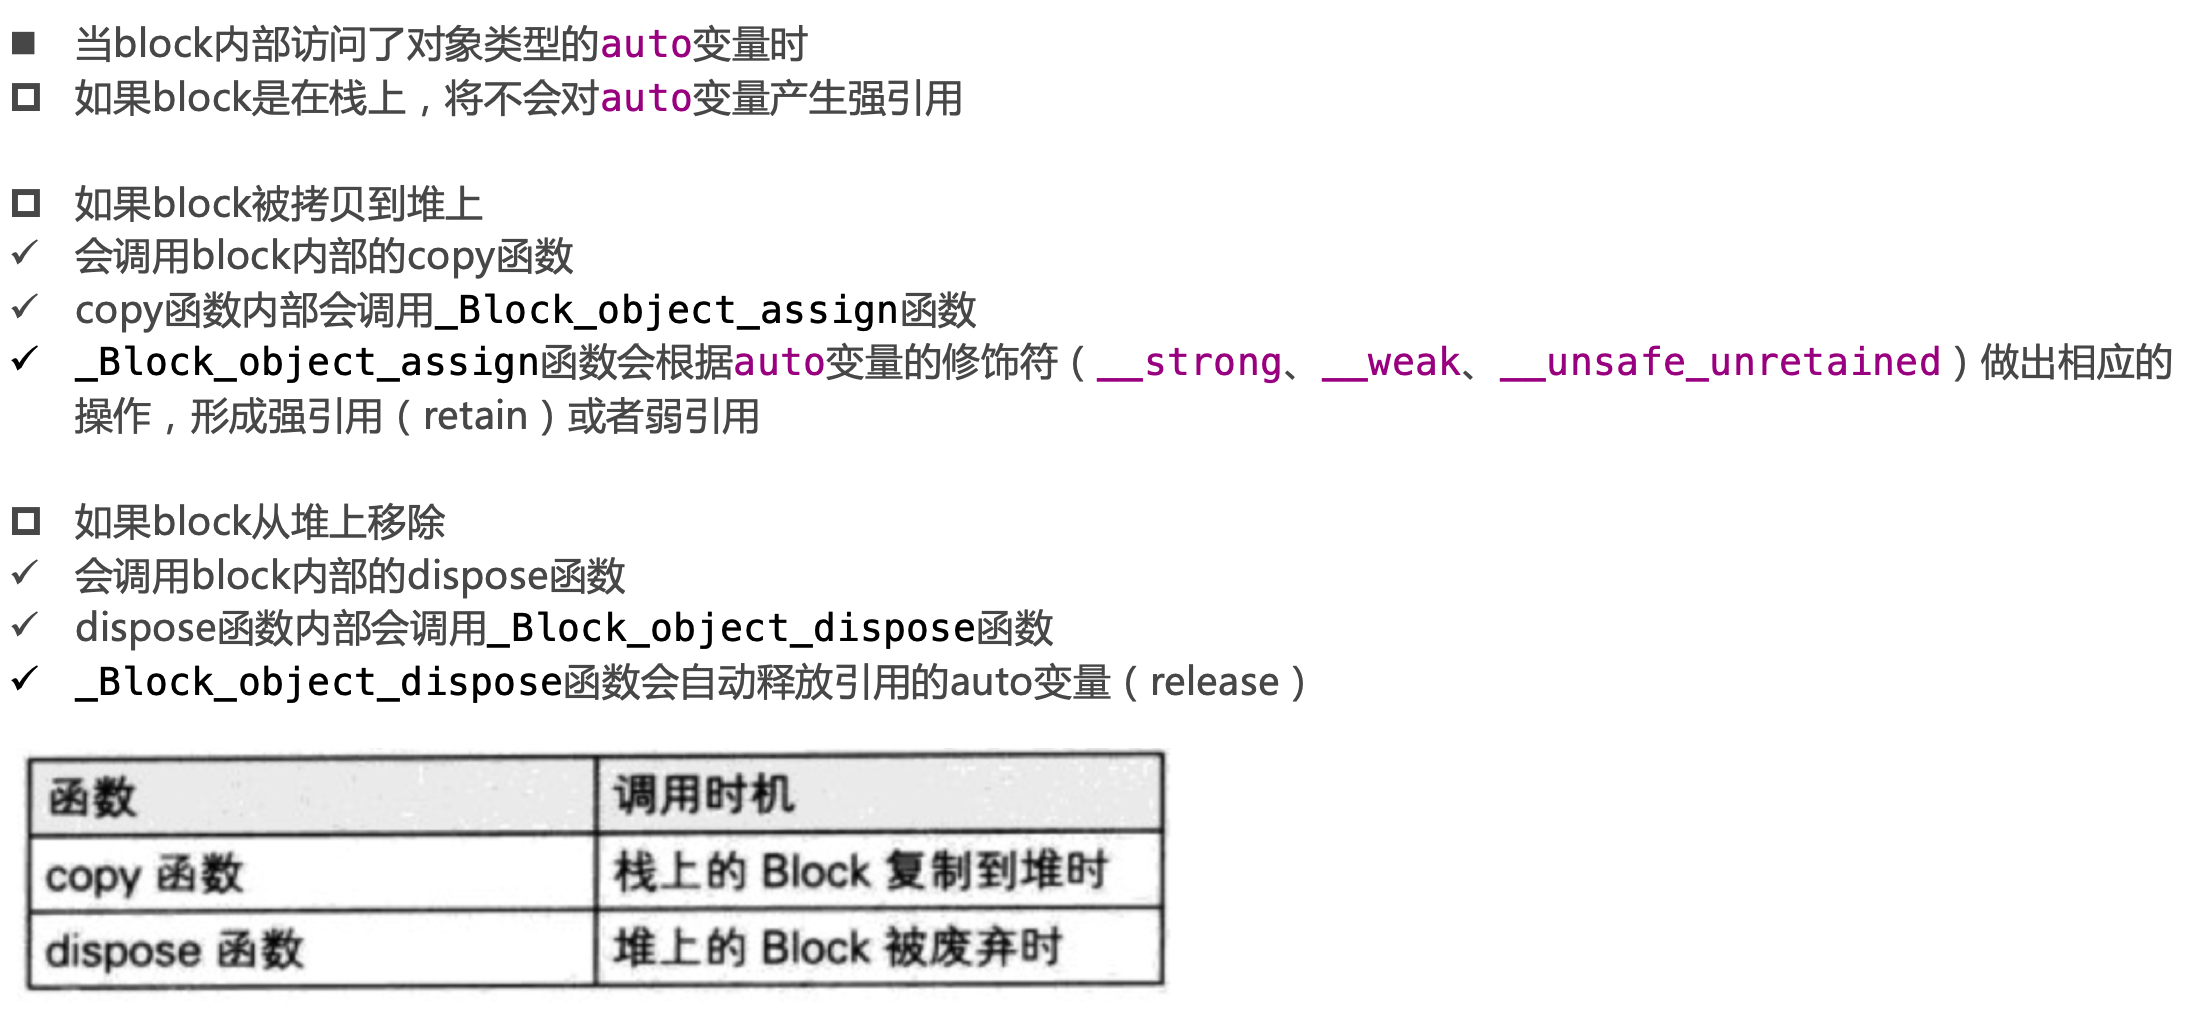 ■ 当block内部访问了对象类型的auto变量时
□ 如果block是在栈上，将不会对auto变量产生强引用
□ 如果block被拷贝到堆上
✓ 会调用block内部的copy函数
✓ copy函数内部会调用_Block_object_assign函数
✓ _Block_object_assign函数会根据auto变量的修饰符（__strong、__weak、__unsafe_unretained）做出相应的
操作，形成强引用（retain）或者弱引用
□ 如果block从堆上移除
✓ 会调用block内部的dispose函数
✓ dispose函数内部会调用_Block_object_dispose函数
✓ _Block_object_dispose函数会自动释放引用的auto变量（release）
函数 调用时机
copy 函数 栈上的 Block 复制到堆时
dispose 函数 堆上的 Block 被废弃时